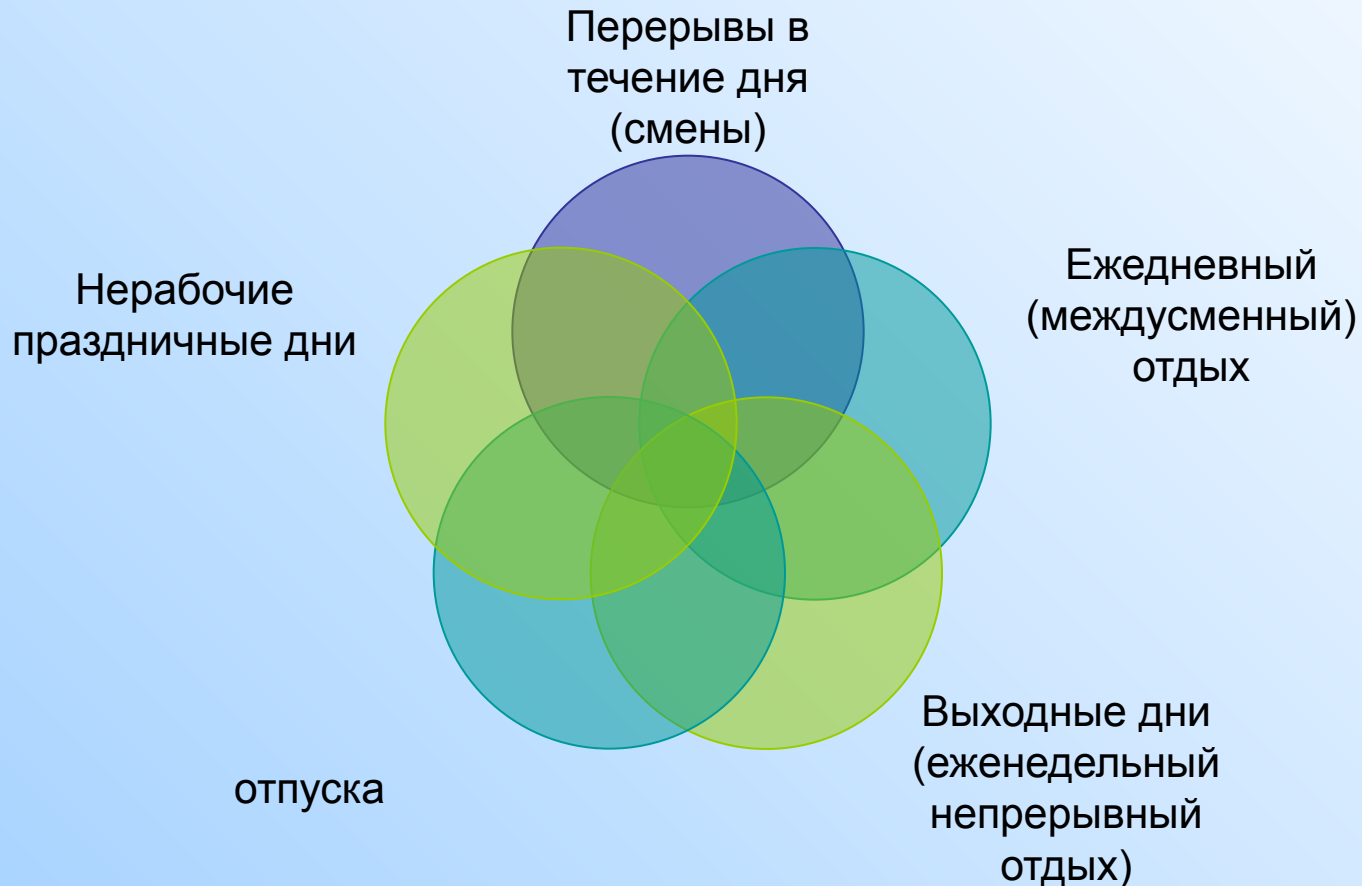 Перерывы в
течение дня
(смены)
Ежедневный
(междусменный)
отдых
Выходные дни
(еженедельный
непрерывный
отдых)
отпуска
Нерабочие
праздничные дни